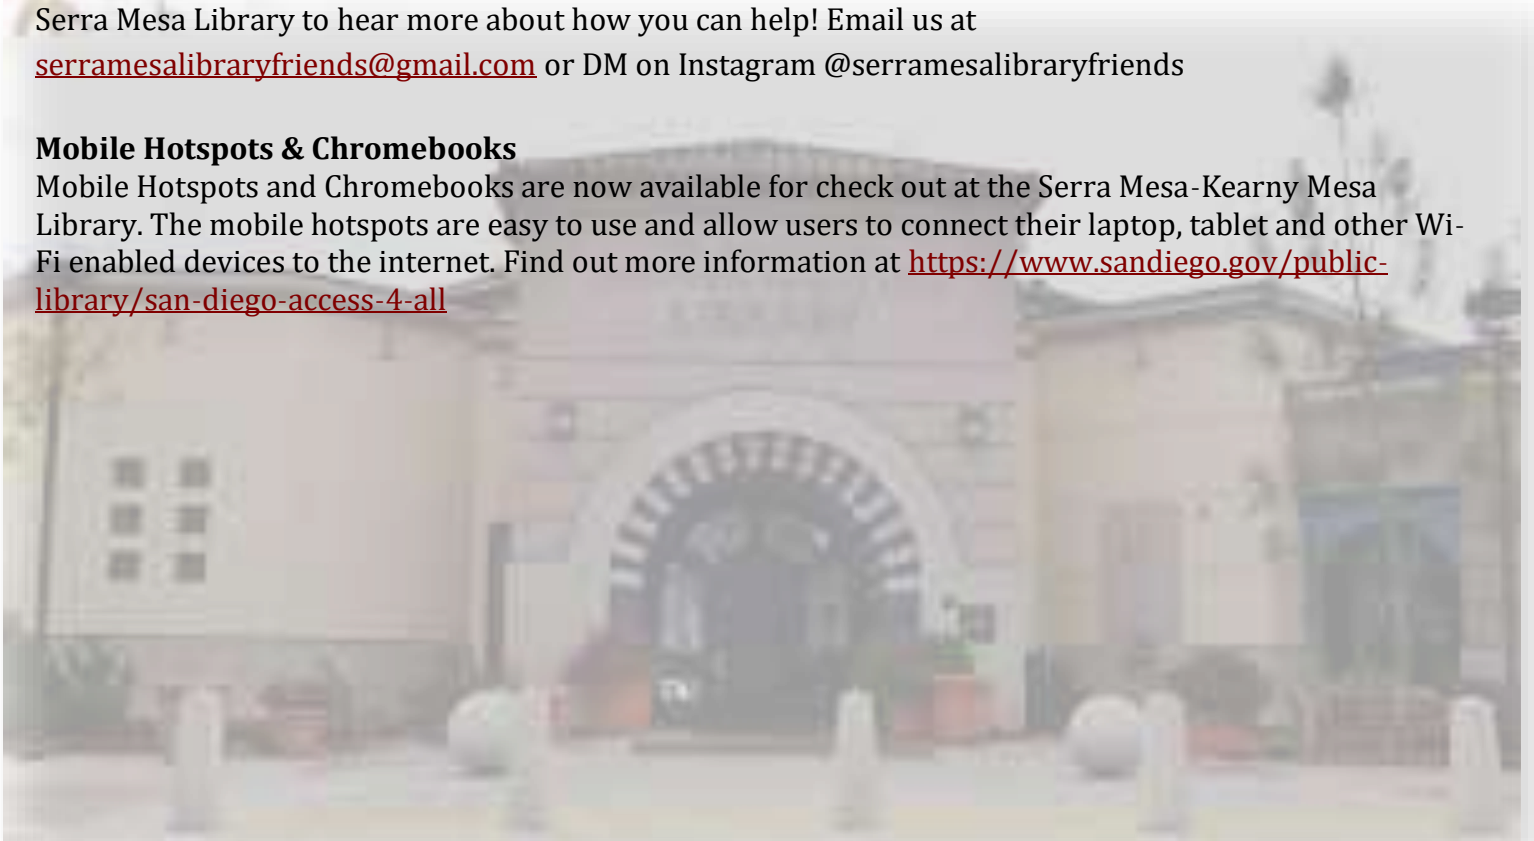 Serra Mesa Library to hear more about how you can help! Email us at
serramesalibraryfriends@gmail.com or DM on Instagram @serramesalibraryfriends
Mobile Hotspots & Chromebooks
Mobile Hotspots and Chromebooks are now available for check out at the Serra Mesa-Kearny Mesa
Library. The mobile hotspots are easy to use and allow users to connect their laptop, tablet and other Wi-
Fi enabled devices to the internet. Find out more information at https://www.sandiego.gov/public-
library/san-diego-access-4-all